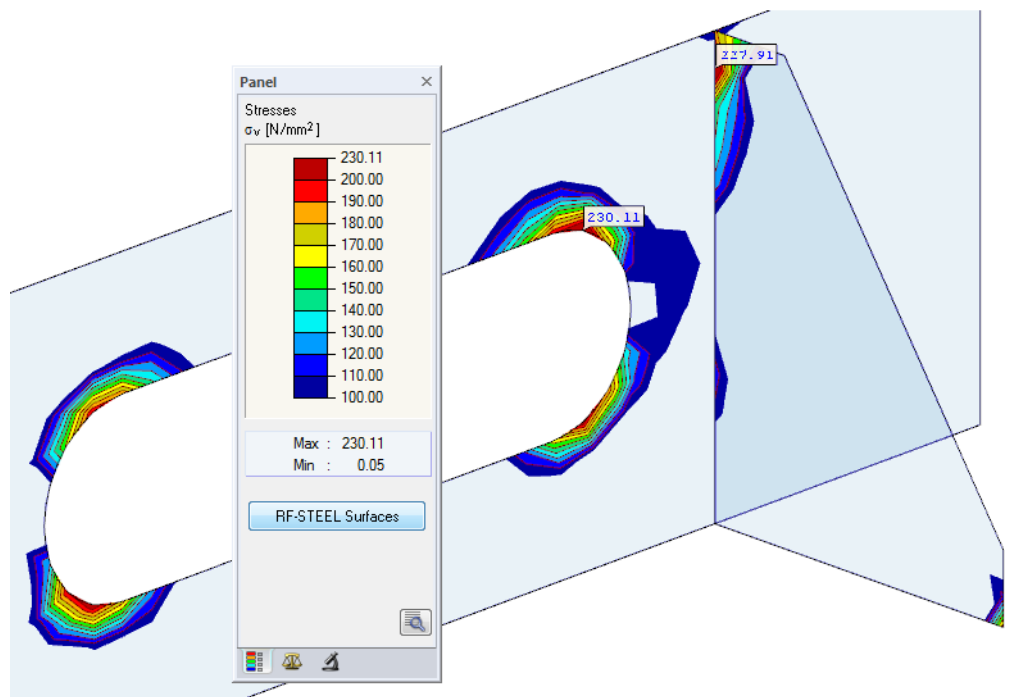 227.91
Panel
Stresses
σv [N/mm²]
230.11
200.00
190.00
180.00
170.00
160.00
150.00
140.00
130.00
120.00
110.00
100.00
230.11
Max : 230.11
Min : 0.05
RF-STEEL Surfaces